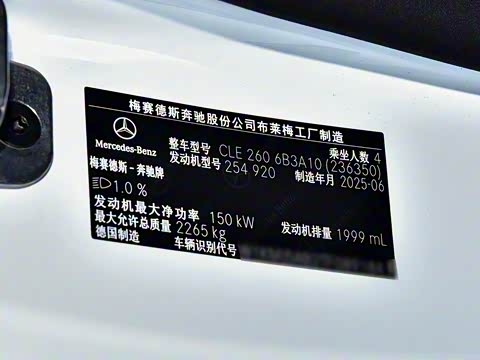 梅赛德斯奔驰股份公司布莱梅工厂制造
Mercedes-Benz
整车型号 CLE 260 6B3A10 (236350) 乘坐人数 4
梅赛德斯-奔驰牌 发动机型号 254 920 制造年月 2025-06
1.0 %
发动机最大净功率 150 kW 发动机排量 1999 mL
最大允许总质量 2265 kg
德国制造 车辆识别代号